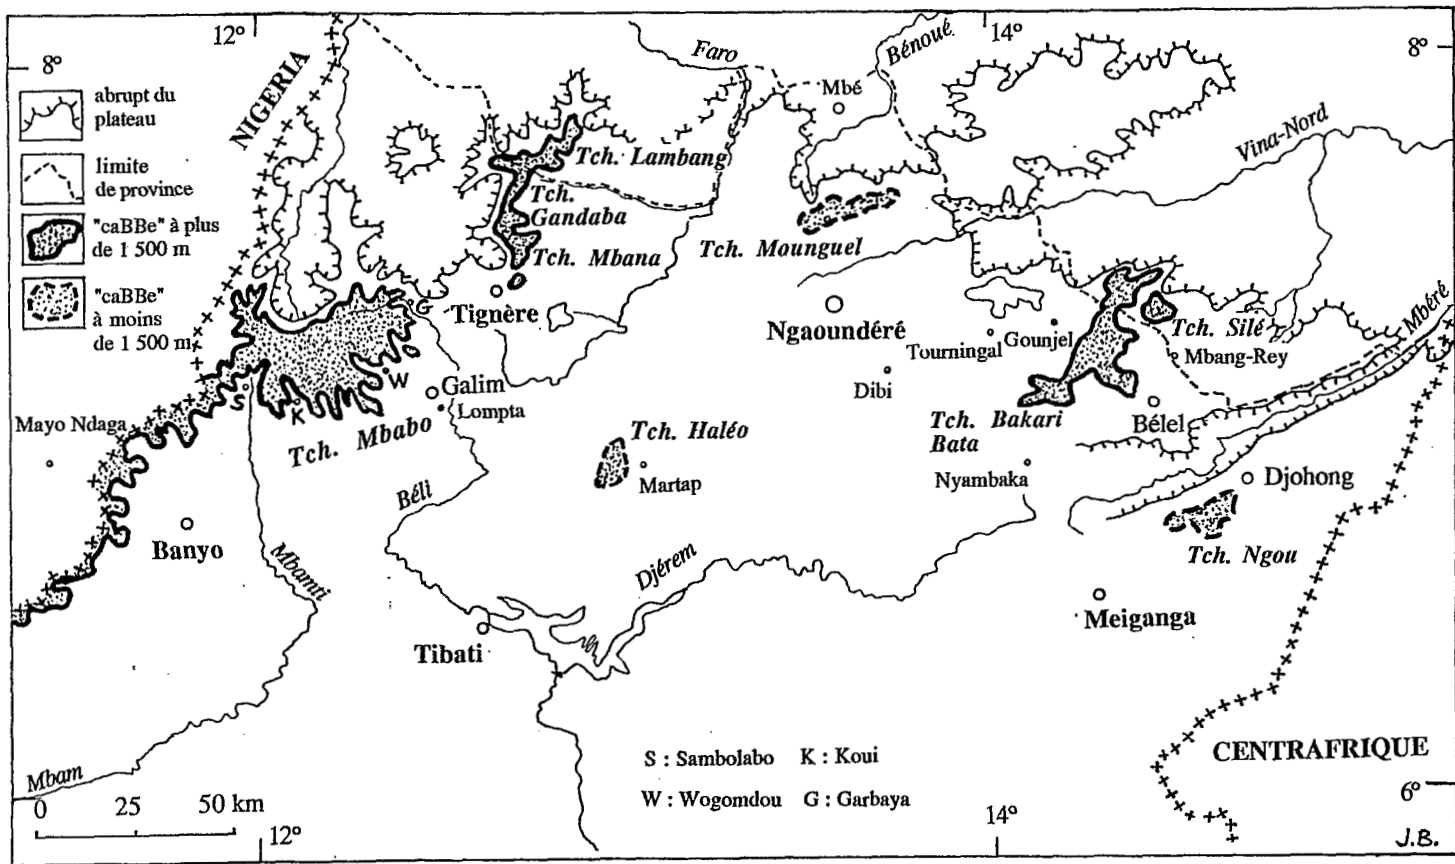 12°
14°
8°
8°
abrupt du
plateau
limite
de province
"caBBe" à plus
de 1 500 m
"caBBe"
à moins
de 1 500 m
NIGERIA
Faro
Bénoué
Mbé
Vina-Nord
Tch. Lambang
Tch.
Gandaba
Tch. Mbana
Tch. Mounguel
Tignère
G
Ngaoundéré
Tourningal
Gounjel
Tch. Silé
Mbang-Rey
Mbéré
Dibi
W
S
K
Galim
Lompta
Mayo Ndaga
Tch. Mbabo
Tch. Haléo
Martap
Tch. Bakari
Bata
Bélel
Nyambaka
Djohong
Béli
Banyo
Mbamti
Djérem
Tch. Ngou
Meiganga
Tibati
S : Sambolabo K : Koui
W : Wogomdou G : Garbaya
CENTRAFRIQUE
Mbam
0 25 50 km
12°
14°
6°
J.B.